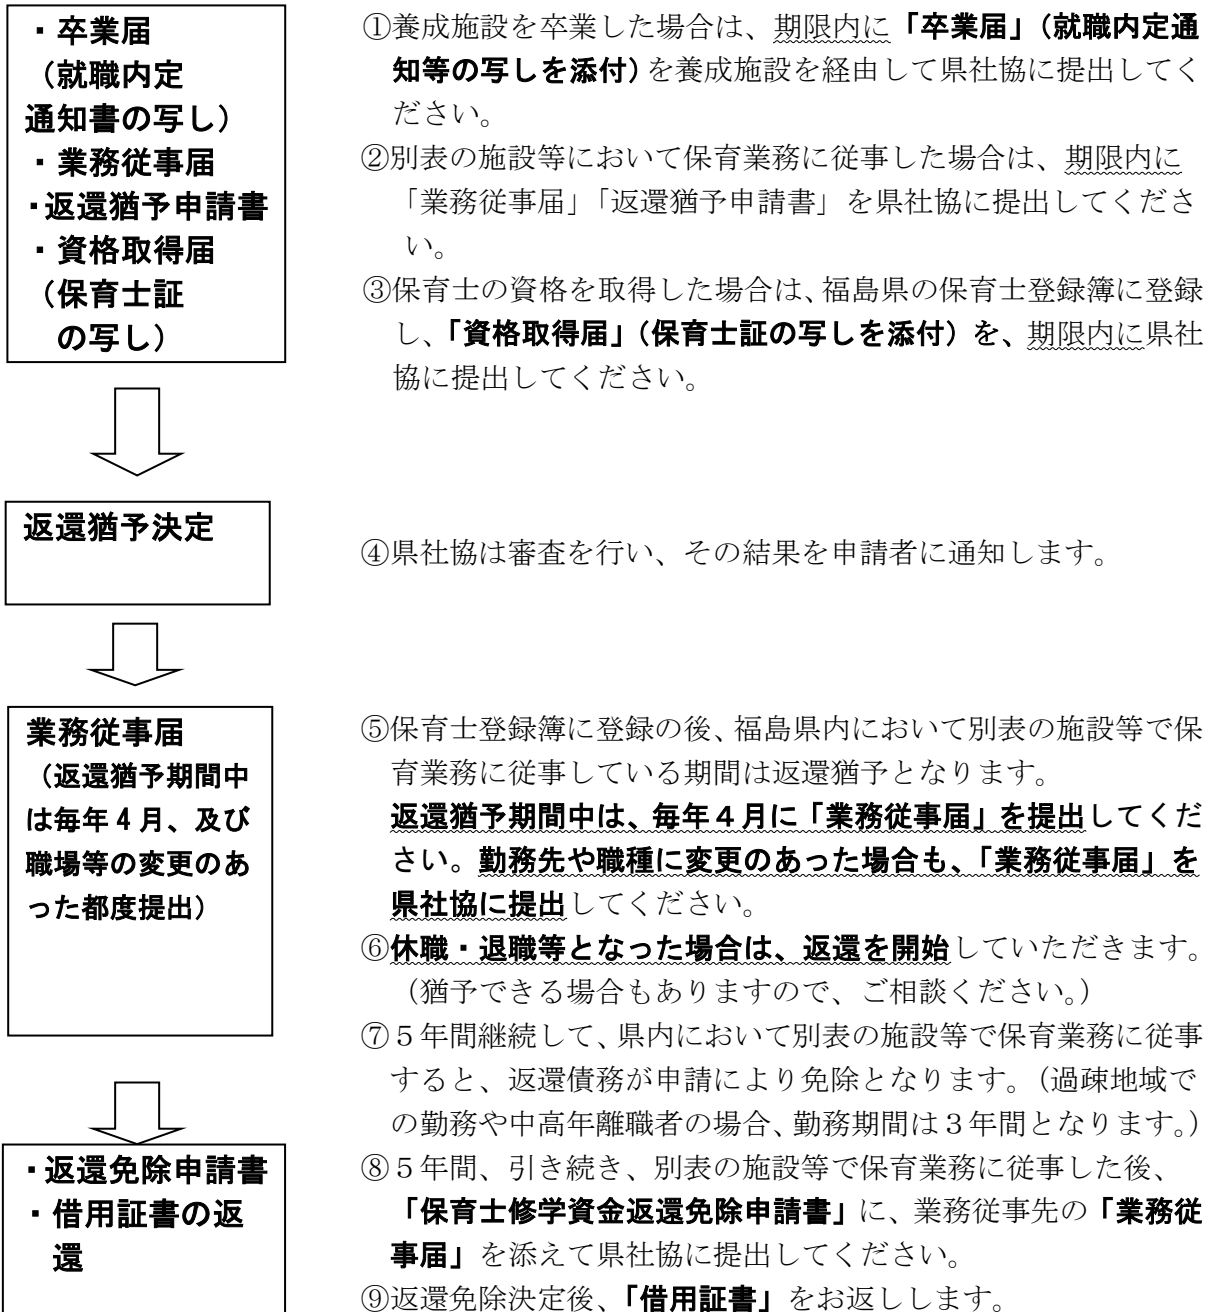 ・卒業届
（就職内定
通知書の写し）
・業務従事届
・返還猶予申請書
・資格取得届
（保育士証
の写し）
①養成施設を卒業した場合は、期限内に「卒業届」（就職内定通
知等の写しを添付）を養成施設を経由して県社協に提出してく
ださい。
②別表の施設等において保育業務に従事した場合は、期限内に
「業務従事届」「返還猶予申請書」を県社協に提出してくださ
い。
③保育士の資格を取得した場合は、福島県の保育士登録簿に登録
し、「資格取得届」（保育士証の写しを添付）を、期限内に県社
協に提出してください。
返還猶予決定
④県社協は審査を行い、その結果を申請者に通知します。
業務従事届
（返還猶予期間中
は毎年４月、及び
職場等の変更のあ
った都度提出）
⑤保育士登録簿に登録の後、福島県内において別表の施設等で保
育業務に従事している期間は返還猶予となります。
返還猶予期間中は、毎年４月に「業務従事届」を提出してくだ
さい。勤務先や職種に変更のあった場合も、「業務従事届」を
県社協に提出してください。
⑥休職・退職等となった場合は、返還を開始していただきます。
（猶予できる場合もありますので、ご相談ください。）
⑦５年間継続して、県内において別表の施設等で保育業務に従事
すると、返還債務が申請により免除となります。（過疎地域で
の勤務や中高年離職者の場合、勤務期間は３年間となります。）
・返還免除申請書
・借用証書の返
還
⑧５年間、引き続き、別表の施設等で保育業務に従事した後、
「保育士修学資金返還免除申請書」に、業務従事先の「業務従
事届」を添えて県社協に提出してください。
⑨返還免除決定後、「借用証書」をお返しします。